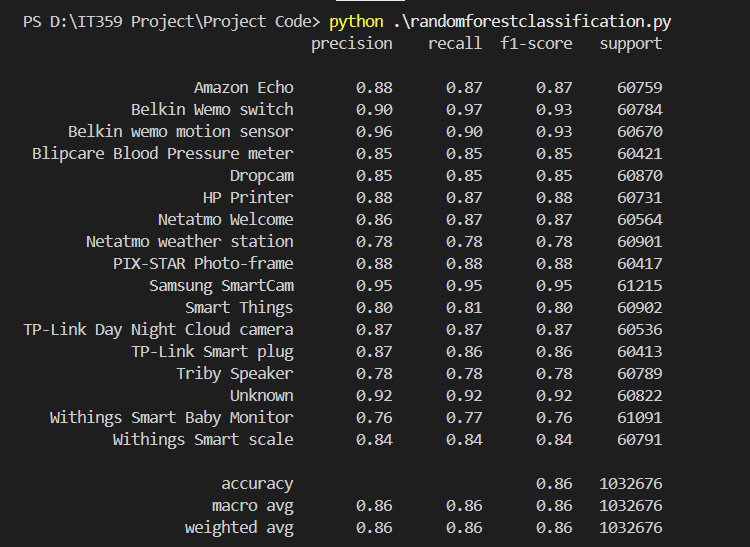 PS D:\IT359 Project\Project Code> python .\randomforestclassification.py
precision recall f1-score support
Amazon Echo 0.88 0.87 0.87 60759
Belkin Wemo switch 0.90 0.97 0.93 60784
Belkin wemo motion sensor 0.96 0.90 0.93 60670
Blipcare Blood Pressure meter 0.85 0.85 0.85 60421
Dropcam 0.85 0.85 0.85 60870
HP Printer 0.88 0.87 0.88 60731
Netatmo Welcome 0.86 0.87 0.87 60564
Netatmo weather station 0.78 0.78 0.78 60901
PIX-STAR Photo-frame 0.88 0.88 0.88 60417
Samsung SmartCam 0.95 0.95 0.95 61215
Smart Things 0.80 0.81 0.80 60902
TP-Link Day Night Cloud camera 0.87 0.87 0.87 60536
TP-Link Smart plug 0.87 0.86 0.86 60413
Triby Speaker 0.78 0.78 0.78 60789
Unknown 0.92 0.92 0.92 60822
Withings Smart Baby Monitor 0.76 0.77 0.76 61091
Withings Smart scale 0.84 0.84 0.84 60791
accuracy 0.86 1032676
macro avg 0.86 0.86 0.86 1032676
weighted avg 0.86 0.86 0.86 1032676